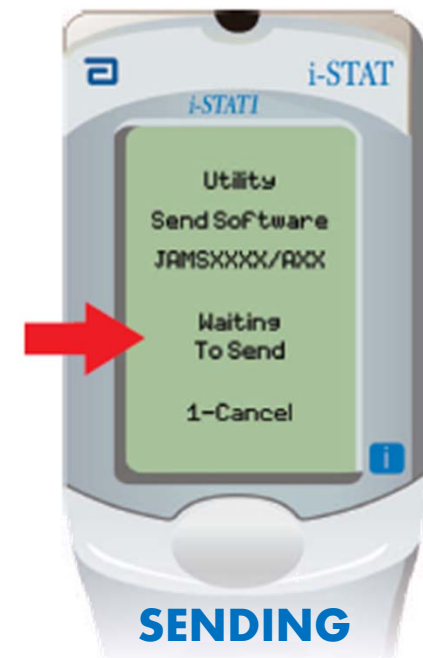 i-STAT
i-STAT1
Utility
Send Software
JAMSXXXX/AXX
Waiting
To Send
1-Cancel
i
SENDING